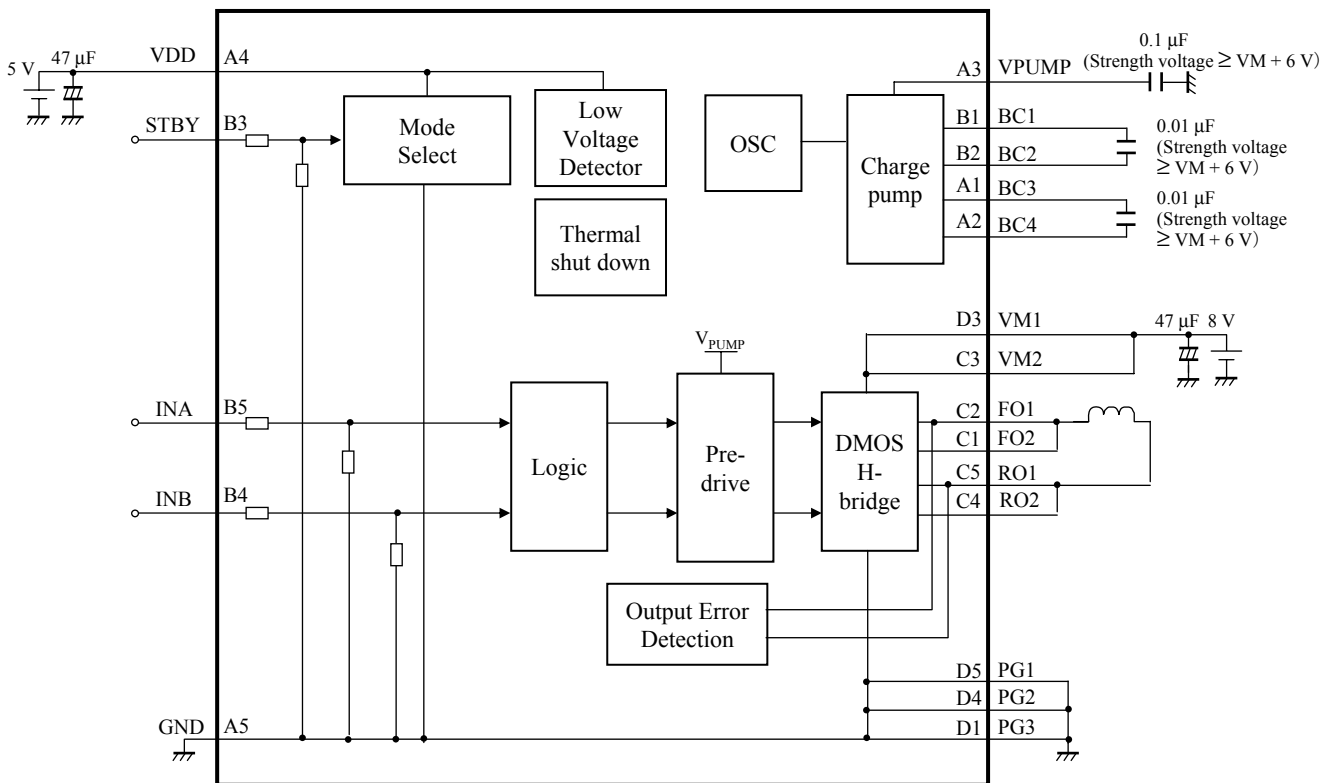 VDD
A4
5 V
47 μF
STBY
B3
Mode
Select
Low
Voltage
Detector
Thermal
shut down
OSC
Charge
pump
A3
VPUMP
0.1 μF
(Strength voltage ≥ VM + 6 V)
B1
BC1
B2
BC2
0.01 μF
(Strength voltage
≥ VM + 6 V)
A1
BC3
A2
BC4
0.01 μF
(Strength voltage
≥ VM + 6 V)
D3
VM1
C3
VM2
47 μF
8 V
VPUMP
INA
B5
INB
B4
Logic
Pre-
drive
DMOS
H-
bridge
C2
FO1
C1
FO2
C5
RO1
C4
RO2
Output Error
Detection
D5
PG1
D4
PG2
D1
PG3
GND
A5